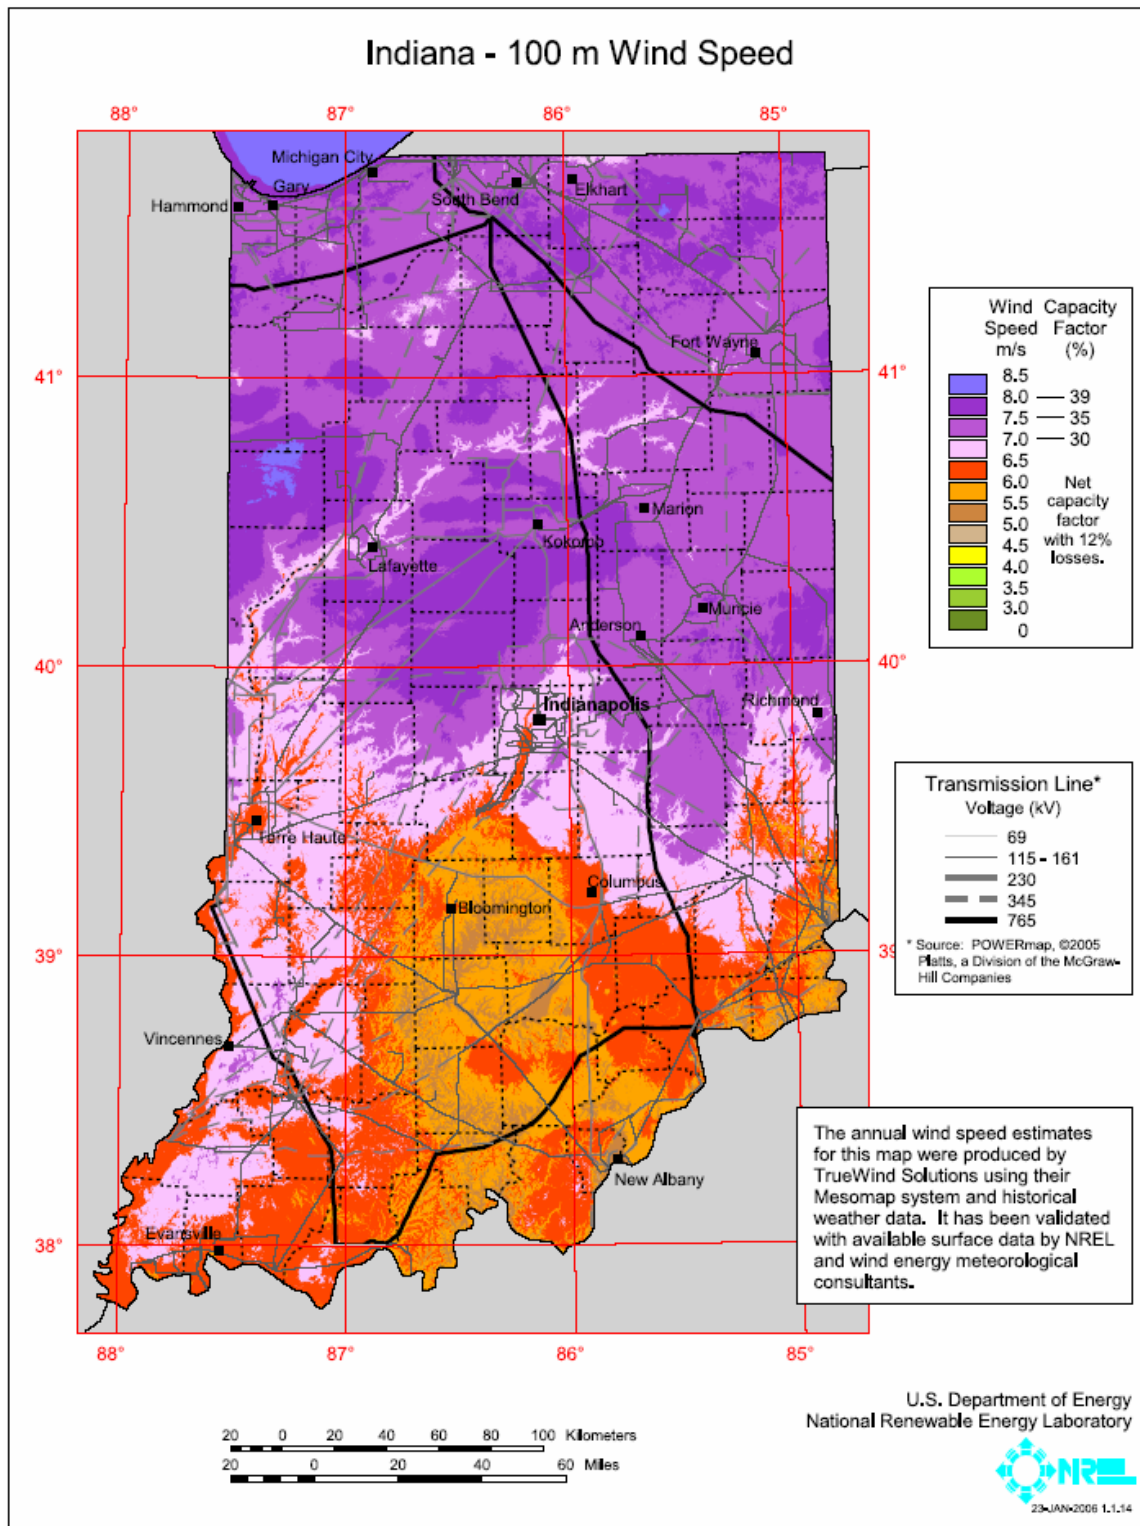 Indiana - 100 m Wind Speed
88°
87°
86°
85°
Michigan City
Gary
Hammond
South Bend
Elkhart
Fort Wayne
41°
41°
Marion
Kokomo
Lafayette
Muncie
Anderson
40°
40°
Richmond
Indianapolis
Terre Haute
Columbus
Bloomington
39°
39
Vincennes
New Albany
Evansville
38°
88°
87°
86°
85°
Wind Capacity
Speed Factor
m/s (%)
8.5
8.0 39
7.5 35
7.0 30
6.5
6.0
5.5
5.0
4.5
4.0
3.5
3.0
0
Net
capacity
factor
with 12%
losses.
Transmission Line*
Voltage (kV)
69
115 - 161
230
345
765
* Source: POWERmap, ©2005
Platts, a Division of the McGraw-
Hill Companies
The annual wind speed estimates
for this map were produced by
TrueWind Solutions using their
Mesomap system and historical
weather data. It has been validated
with available surface data by NREL
and wind energy meteorological
consultants.
U.S. Department of Energy
National Renewable Energy Laboratory
20 0 20 40 60 80 100 Kilometers
20 0 20 40 60 Miles
NREL
23-JAN-2006 1.1.14